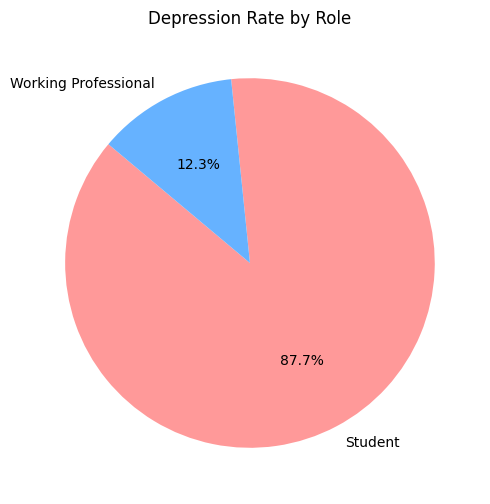 Depression Rate by Role
Working Professional
12.3%
87.7%
Student